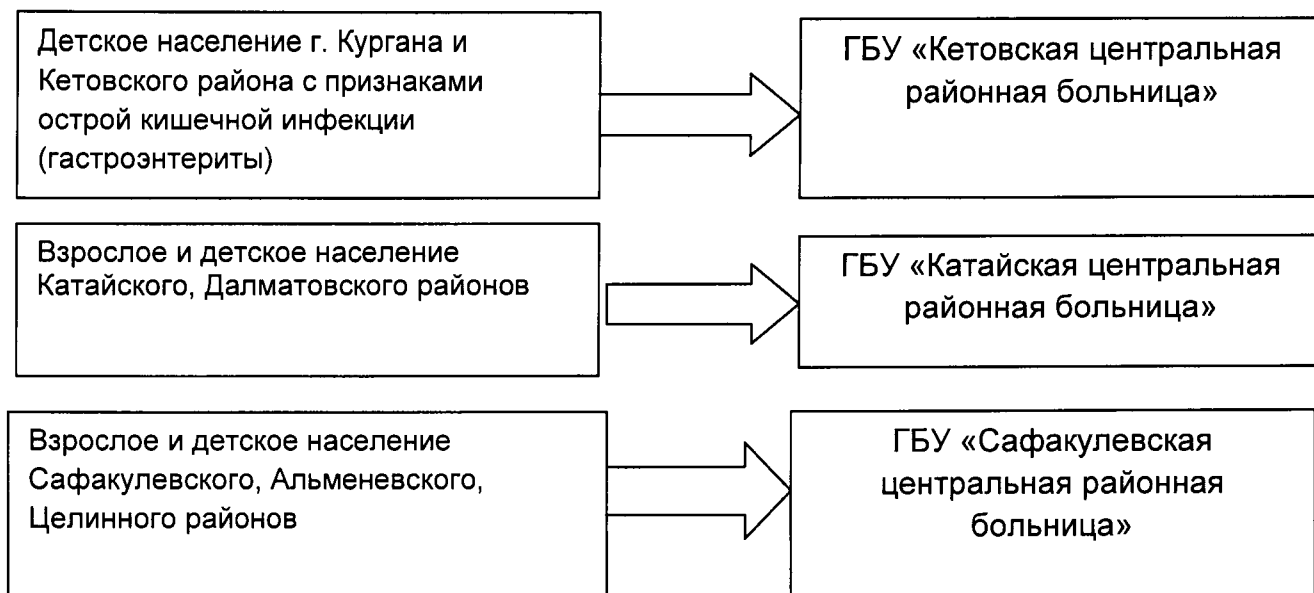 Детское население г. Кургана и
Кетовского района с признаками
острой кишечной инфекции
(гастроэнтериты)
ГБУ «Кетовская центральная
районная больница»
Взрослое и детское население
Катайского, Далматовского районов
ГБУ «Катайская центральная
районная больница»
Взрослое и детское население
Сафакулевского, Альменевского,
Целинного районов
ГБУ «Сафакулевская
центральная районная
больница»